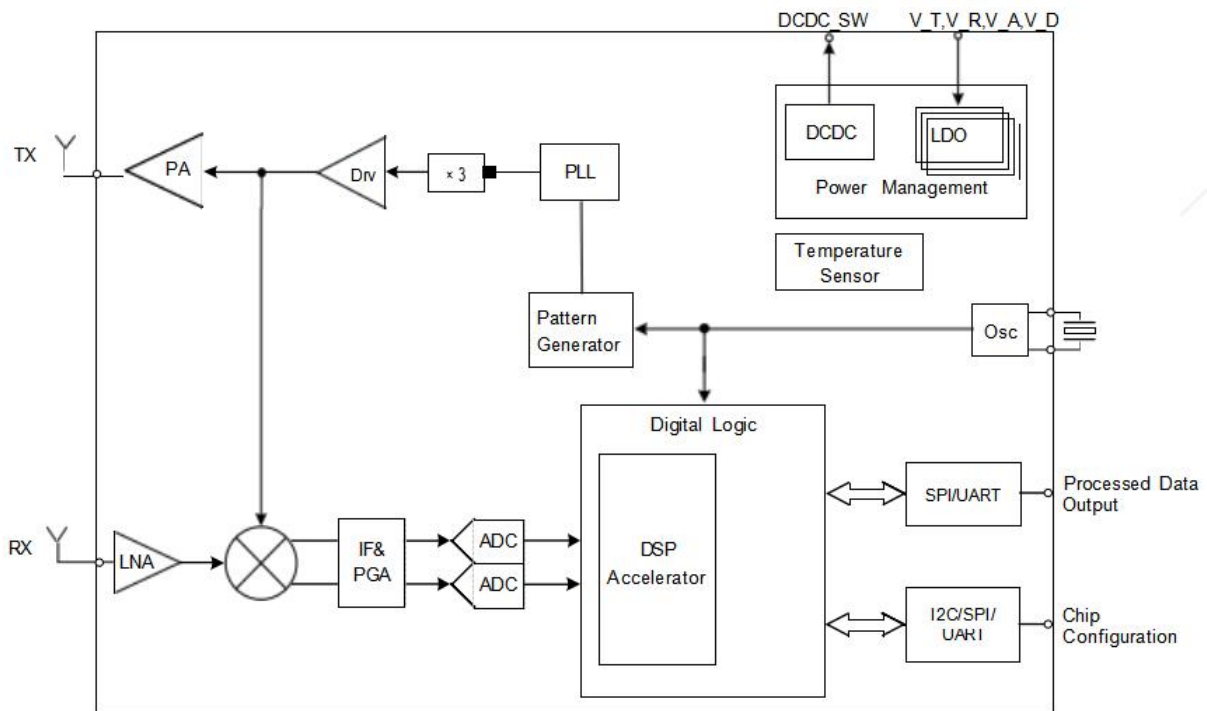 DCDC_SW
V_T,V_R,V_A,V_D
DCDC
LDO
Power Management
TX
PA
Drv
× 3
PLL
Temperature
Sensor
Pattern
Generator
Osc
Digital Logic
DSP
Accelerator
SPI/UART
Processed Data
Output
RX
LNA
IF&
PGA
ADC
ADC
I2C/SPI/
UART
Chip
Configuration